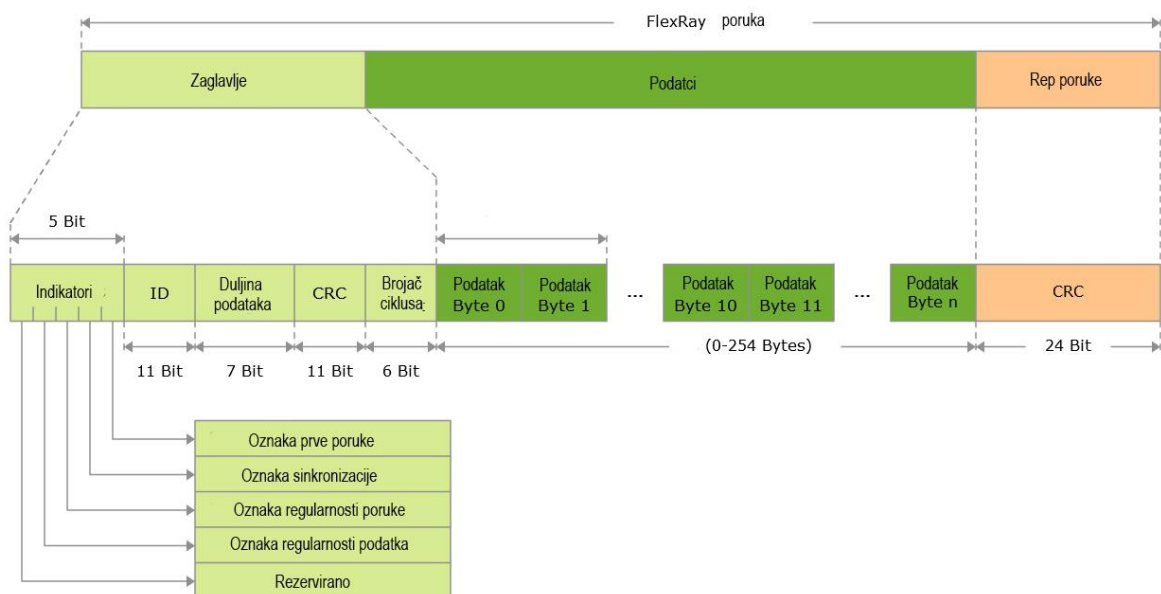 FlexRay poruka
Zaglavlje
Podatci
Rep poruke
5 Bit
Indikatori
ID
Duljina
podataka
CRC
Brojač
ciklusa
Podatak
Byte 0
Podatak
Byte 1
...
Podatak
Byte 10
Podatak
Byte 11
...
Podatak
Byte n
CRC
11 Bit
7 Bit
11 Bit
6 Bit
(0-254 Bytes)
24 Bit
Oznaka prve poruke
Oznaka sinkronizacije
Oznaka regularnosti poruke
Oznaka regularnosti podatka
Rezervirano